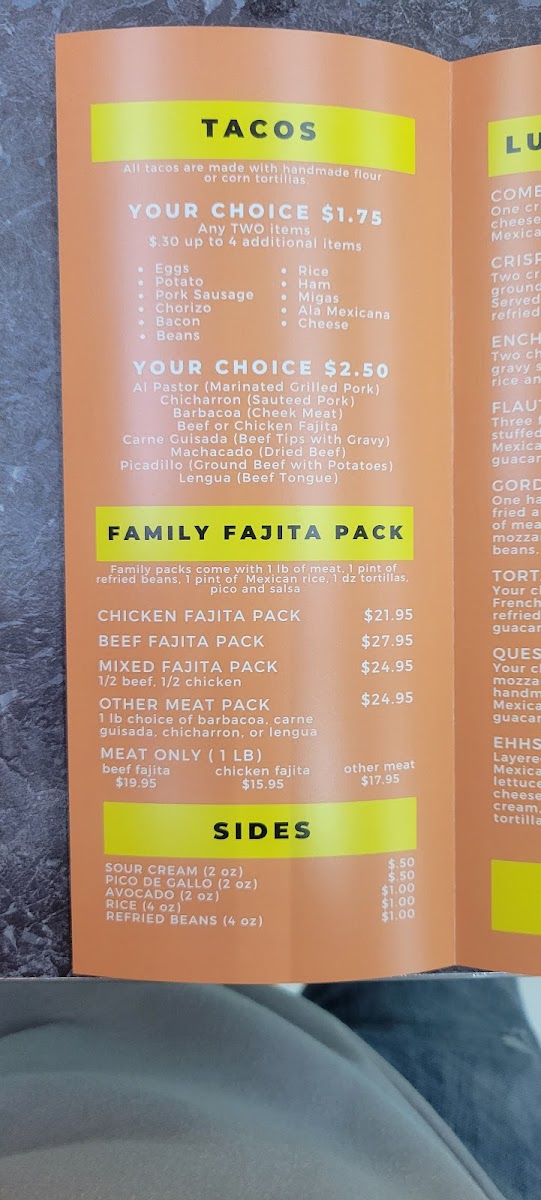 TACOS
All tacos are made with handmade flour
or corn tortillas.
YOUR CHOICE $1.75
Any TWO items
$.30 up to 4 additional items
• Eggs
• Potato
• Pork Sausage
• Chorizo
• Bacon
• Beans
• Rice
• Ham
• Migas
• Ala Mexicana
• Cheese
YOUR CHOICE $2.50
Al Pastor (Marinated Grilled Pork)
Chicharron (Sauteed Pork)
Barbacoa (Cheek Meat)
Beef or Chicken Fajita
Carne Guisada (Beef Tips with Gravy)
Machacado (Dried Beef)
Picadillo (Ground Beef with Potatoes)
Lengua (Beef Tongue)
FAMILY FAJITA PACK
Family packs come with 1 lb of meat, 1 pint of
refried beans, 1 pint of Mexican rice, 1 dz tortillas,
pico and salsa
CHICKEN FAJITA PACK $21.95
BEEF FAJITA PACK $27.95
MIXED FAJITA PACK $24.95
1/2 beef, 1/2 chicken
OTHER MEAT PACK $24.95
1 lb choice of barbacoa, carne
guisada, chicharron, or lengua
MEAT ONLY ( 1 LB)
beef fajita chicken fajita other meat
$19.95 $15.95 $17.95
SIDES
SOUR CREAM (2 oz) $.50
PICO DE GALLO (2 oz) $.50
AVOCADO (2 oz) $1.00
RICE (4 oz) $1.00
REFRIED BEANS (4 oz) $1.00
LU
COMB
One cr
cheese
Mexica
CRISP
Two cr
ground
Served
refried
ENCH
Two ch
gravy s
rice an
FLAUT
Three f
stuffed
Mexica
guacar
GORD
One ha
fried a
of mea
mozza
beans.
TORT
Your ch
French
refried
guacar
QUES
Your c
mozza
handm
Mexica
guacar
EHHS
Layere
Mexica
lettuce
cheese
cream.
tortilla